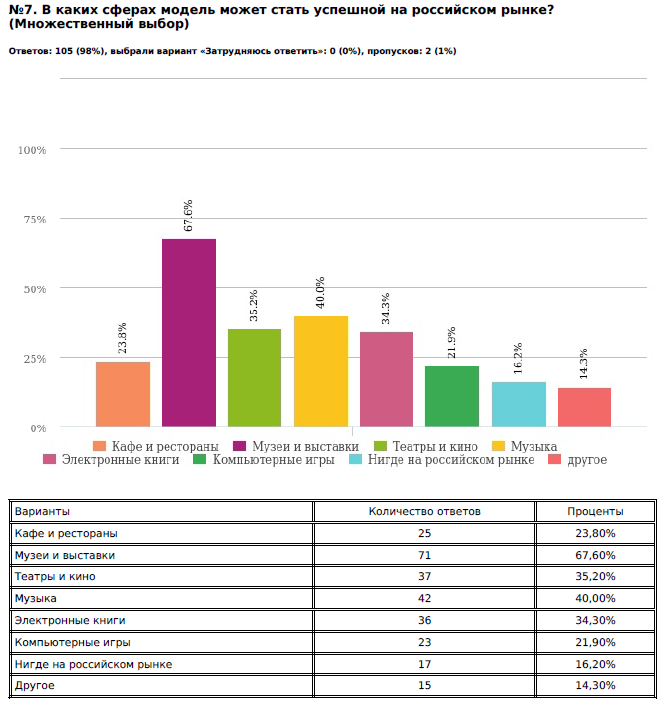 №7. В каких сферах модель может стать успешной на российском рынке?
(Множественный выбор)
Ответов: 105 (98%), выбрали вариант «Затрудняюсь ответить»: 0 (0%), пропусков: 2 (1%)
100%
75%
50%
25%
0%
23.8%
67.6%
35.2%
40.0%
34.3%
21.9%
16.2%
14.3%
Кафе и рестораны Музеи и выставки Театры и кино Музыка
Электронные книги Компьютерные игры Нигде на российском рынке другое
Варианты Количество ответов Проценты
Кафе и рестораны 25 23,80%
Музеи и выставки 71 67,60%
Театры и кино 37 35,20%
Музыка 42 40,00%
Электронные книги 36 34,30%
Компьютерные игры 23 21,90%
Нигде на российском рынке 17 16,20%
Другое 15 14,30%